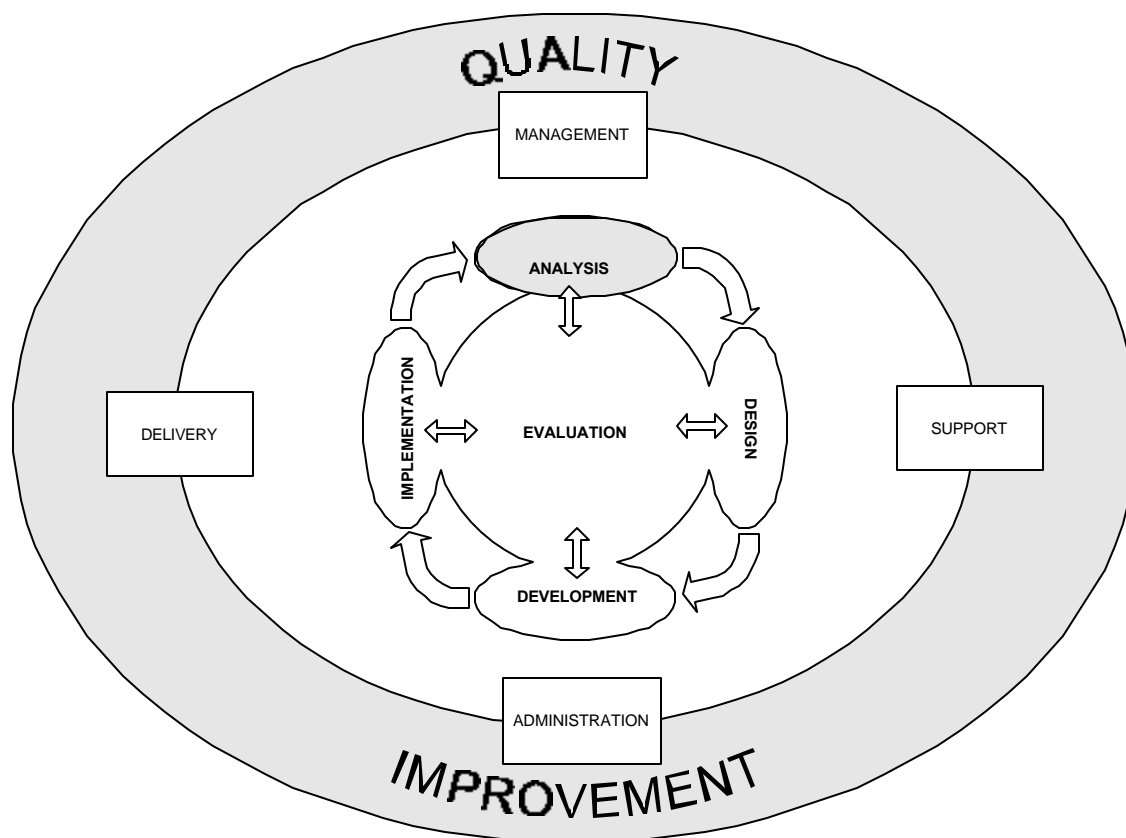 QUALITY
MANAGEMENT
ANALYSIS
IMPLEMENTATION
DESIGN
DELIVERY
EVALUATION
SUPPORT
DEVELOPMENT
ADMINISTRATION
IMPROVEMENT